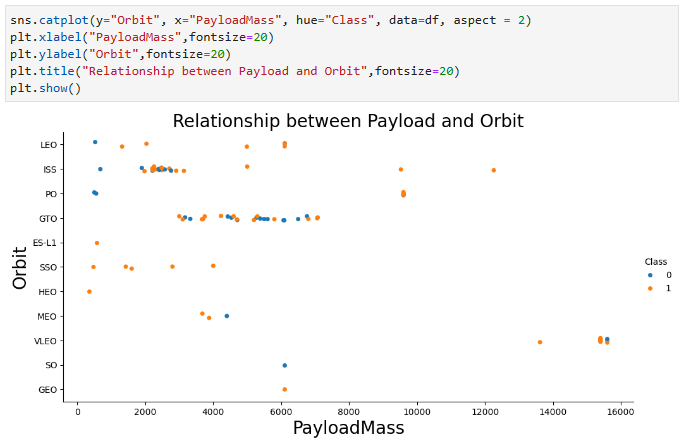 sns.catplot(y="Orbit", x="PayloadMass", hue="Class", data=df, aspect = 2)
plt.xlabel("PayloadMass",fontsize=20)
plt.ylabel("Orbit",fontsize=20)
plt.title("Relationship between Payload and Orbit",fontsize=20)
plt.show()
Relationship between Payload and Orbit
LEO
ISS
PO
GTO
ES-L1
SSO
HEO
MEO
VLEO
SO
GEO
Orbit
Class
0
1
0 2000 4000 6000 8000 10000 12000 14000 16000
PayloadMass